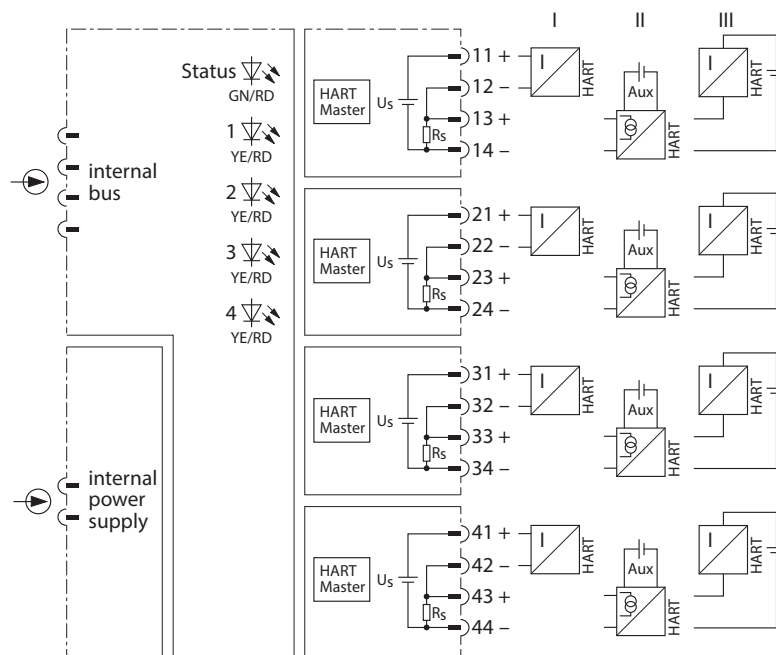 I II III
Status
GN/RD
1
YE/RD
2
YE/RD
3
YE/RD
4
YE/RD
internal
bus
internal
power
supply
HART
Master
Us
Rs
11 +
12 –
13 +
14 –
I
HART
Aux
HART
I
HART
HART
Master
Us
Rs
21 +
22 –
23 +
24 –
I
HART
Aux
HART
I
HART
HART
Master
Us
Rs
31 +
32 –
33 +
34 –
I
HART
Aux
HART
I
HART
HART
Master
Us
Rs
41 +
42 –
43 +
44 –
I
HART
Aux
HART
I
HART